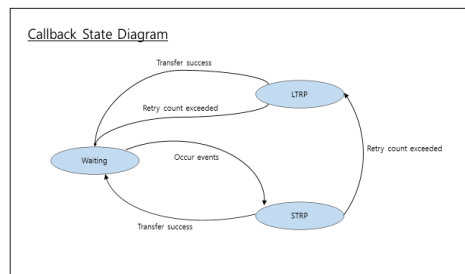 Callback State Diagram
Transfer success
LTRP
Retry count exceeded
Waiting
Occur events
Retry count exceeded
STRP
Transfer success